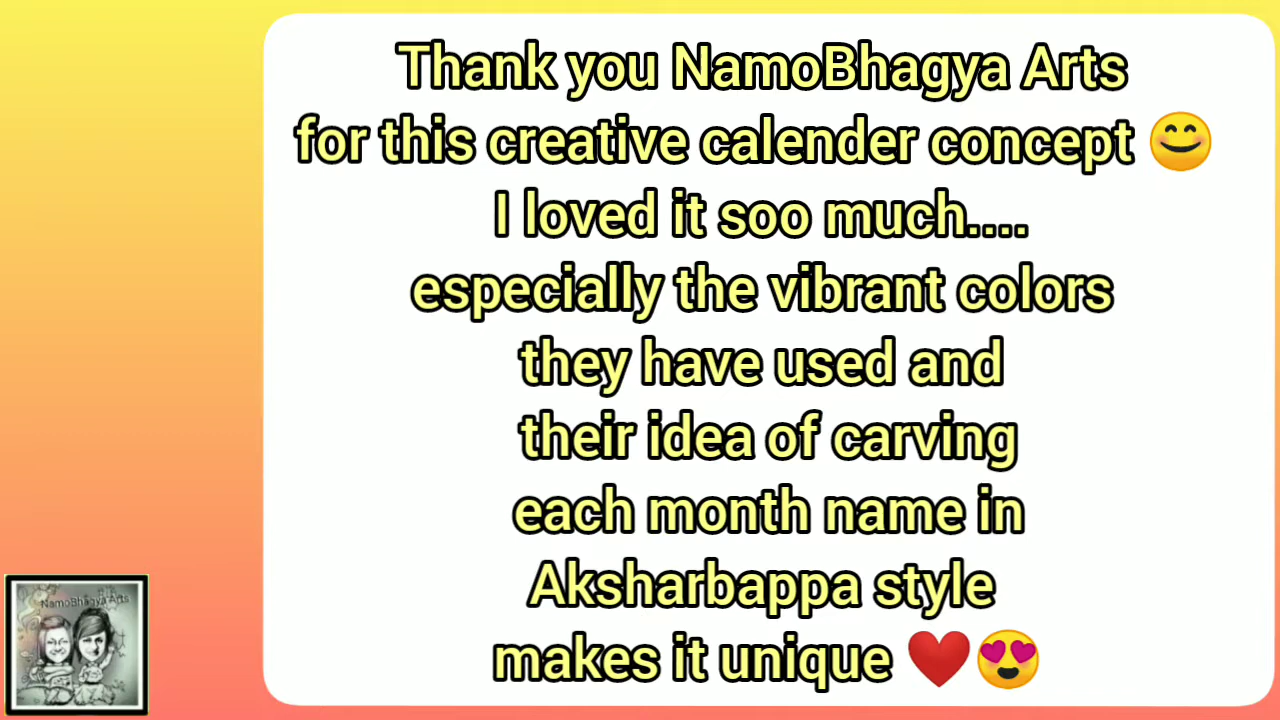 Thank you NamoBhagya Arts
for this creative calender concept 😊
I loved it soo much....
especially the vibrant colors
they have used and
their idea of carving
each month name in
Aksharbappa style
makes it unique ❤️😍
NamoBhagya Arts